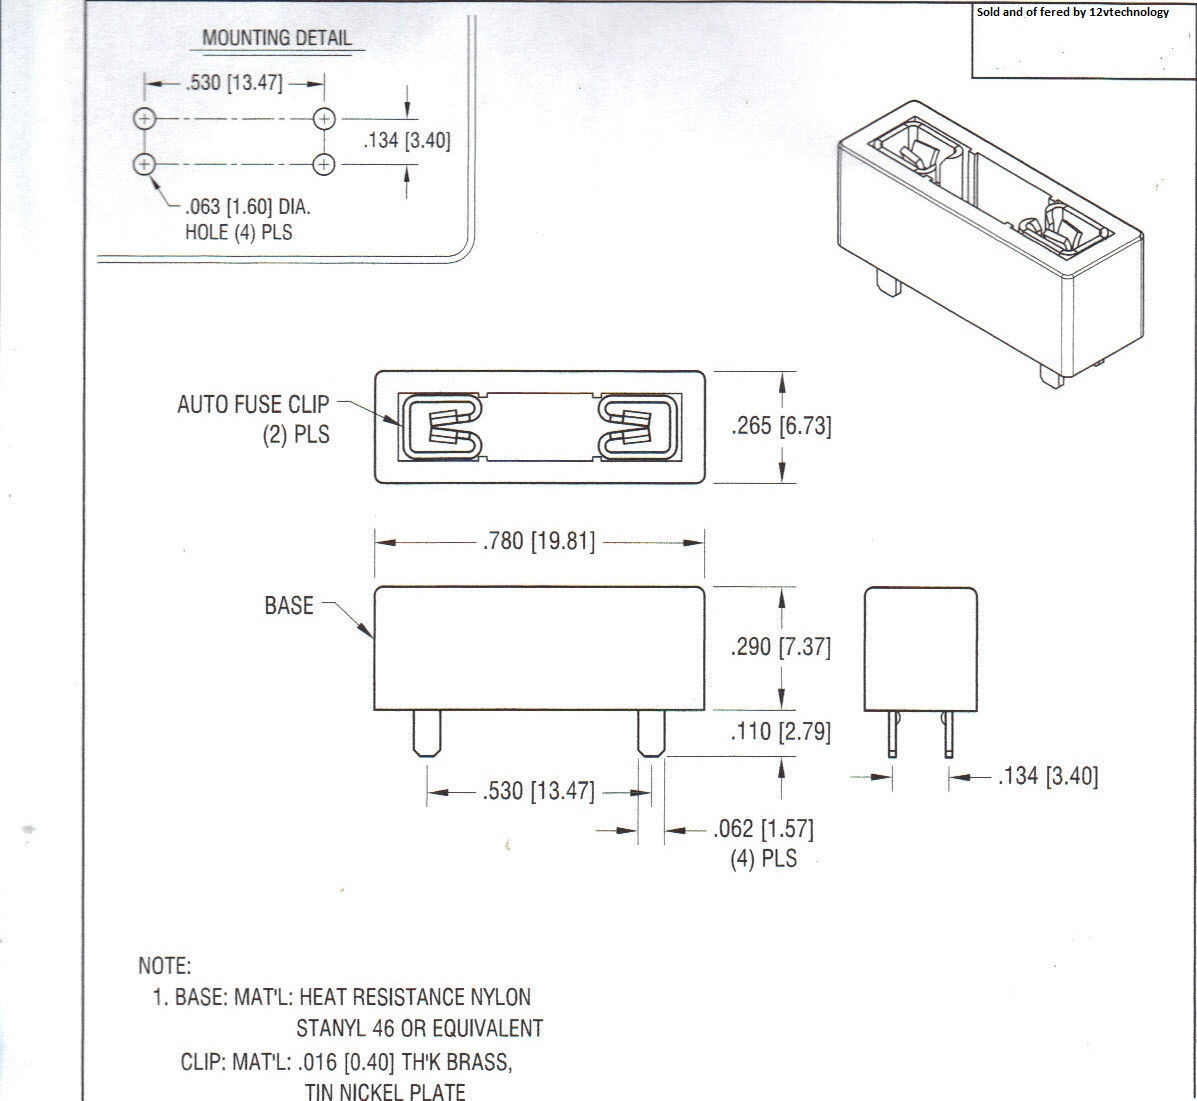 Sold and of fered by 12vtechnology
MOUNTING DETAIL
.530 [13.47]
.134 [3.40]
.063 [1.60] DIA.
HOLE (4) PLS
AUTO FUSE CLIP
(2) PLS
.265 [6.73]
.780 [19.81]
BASE
.290 [7.37]
.110 [2.79]
.530 [13.47]
.134 [3.40]
.062 [1.57]
(4) PLS
NOTE:
1. BASE: MAT'L: HEAT RESISTANCE NYLON
STANYL 46 OR EQUIVALENT
CLIP: MAT'L: .016 [0.40] TH'K BRASS,
TIN NICKEL PLATE